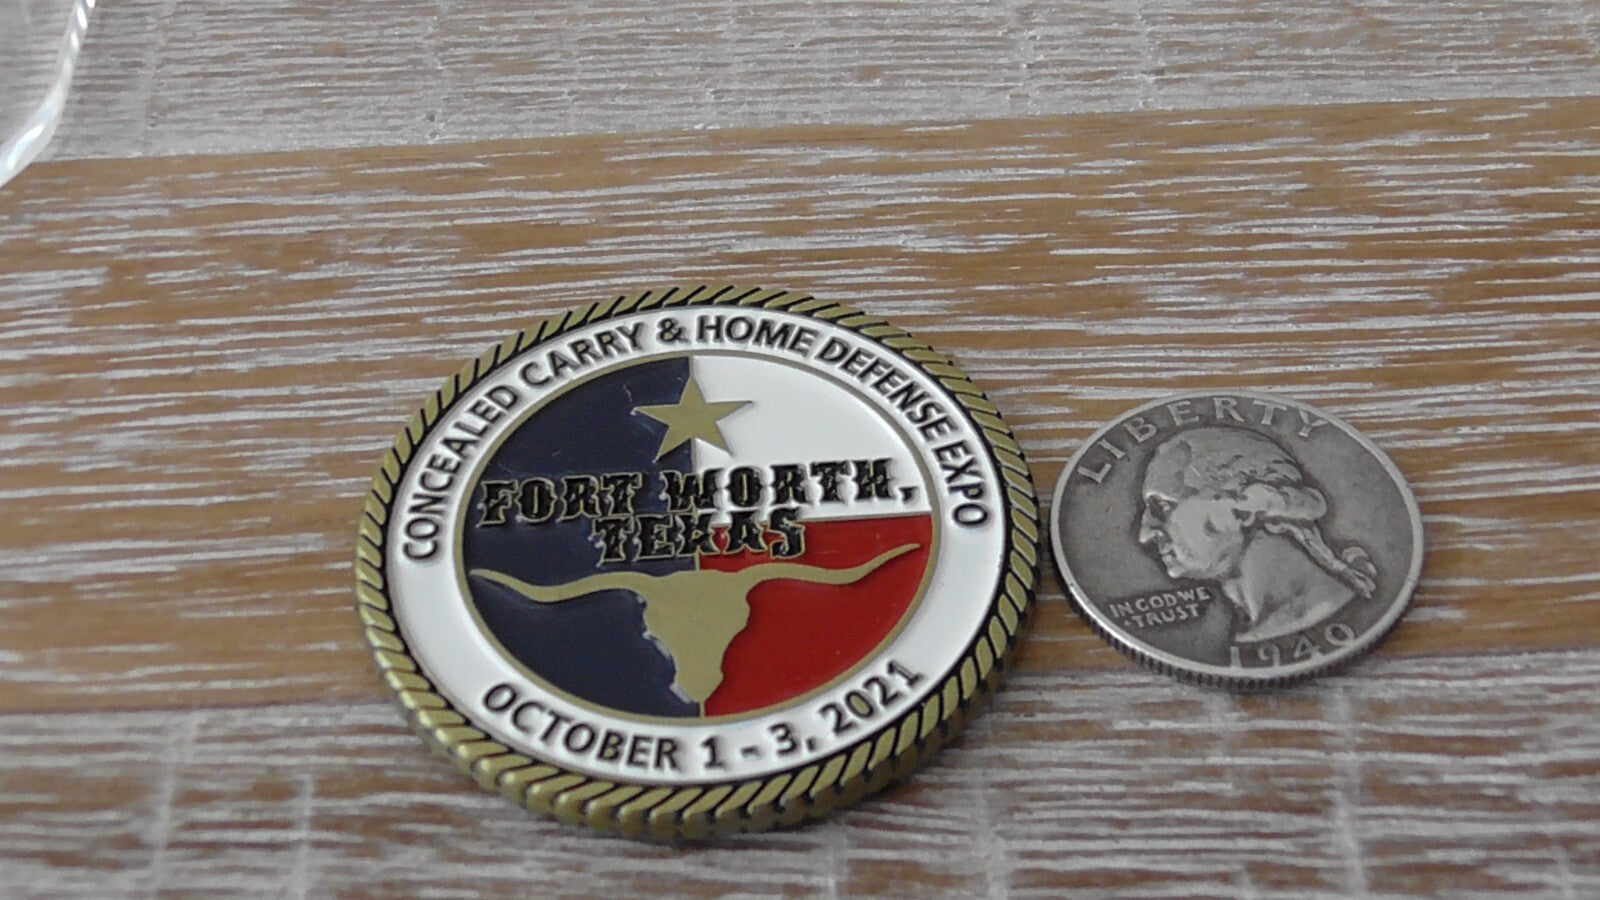 CONCEALED CARRY & HOME DEFENSE EXPO
FORT WORTH,
TEXAS
OCTOBER 1 - 3, 2021
LIBERTY
IN GOD WE
TRUST
1940